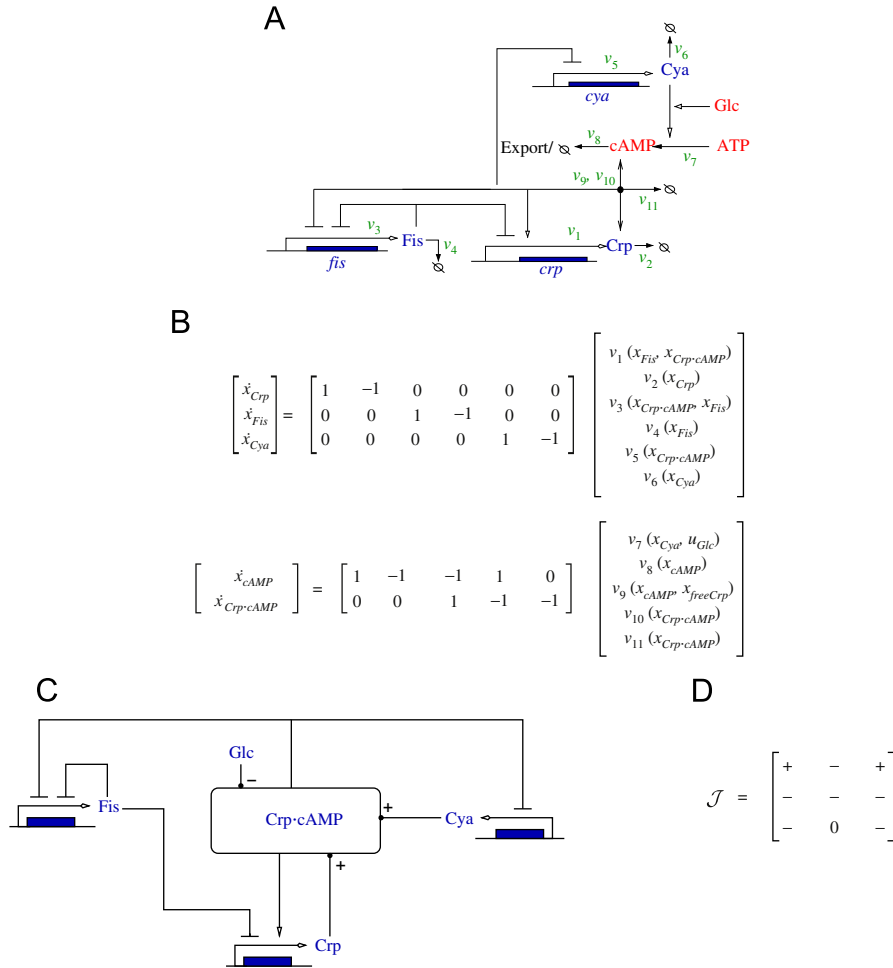 A
v5
v6
Cya
cya
Glc
Export/ ∅
v8
cAMP
v7
ATP
v9, v10
v11
v3
Fis
v4
fis
v1
Crp
v2
crp
B
[ẋCrp ẋFis ẋCya] =
1 −1 0 0 0 0
0 0 1 −1 0 0
0 0 0 0 1 −1
v1 (xFis, xCrp·cAMP)
v2 (xCrp)
v3 (xCrp·cAMP, xFis)
v4 (xFis)
v5 (xCrp·cAMP)
v6 (xCya)
[ẋcAMP ẋCrp·cAMP] =
1 −1 −1 1 0
0 0 1 −1 −1
v7 (xCya, uGlc)
v8 (xcAMP)
v9 (xcAMP, xfreeCrp)
v10 (xCrp·cAMP)
v11 (xCrp·cAMP)
C
Glc
−
Fis
Crp·cAMP
+
Cya
+
Crp
D
𝒥 =
+ − +
− − −
− 0 −